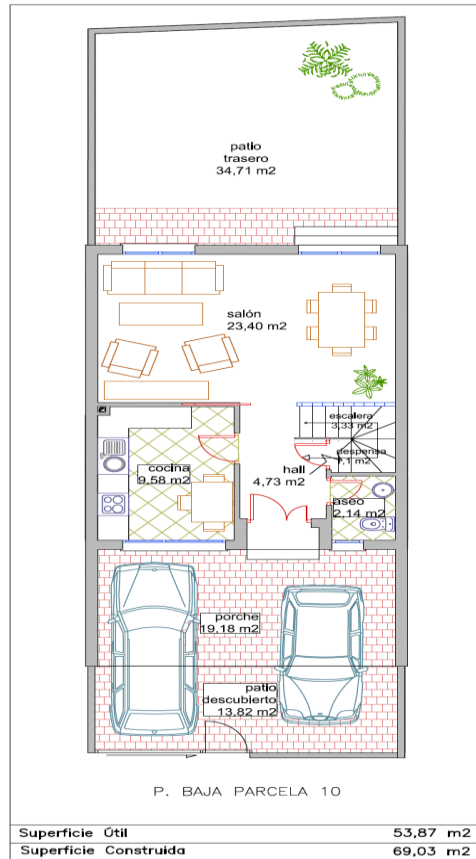 patio
trasero
34,71 m2
salón
23,40 m2
escalera
3,33 m2
despensa
1,1 m2
hall
4,73 m2
cocina
9,58 m2
aseo
2,14 m2
porche
19,18 m2
patio
descubierto
13,82 m2
P. BAJA PARCELA 10
Superficie Útil 53,87 m2
Superficie Construida 69,03 m2